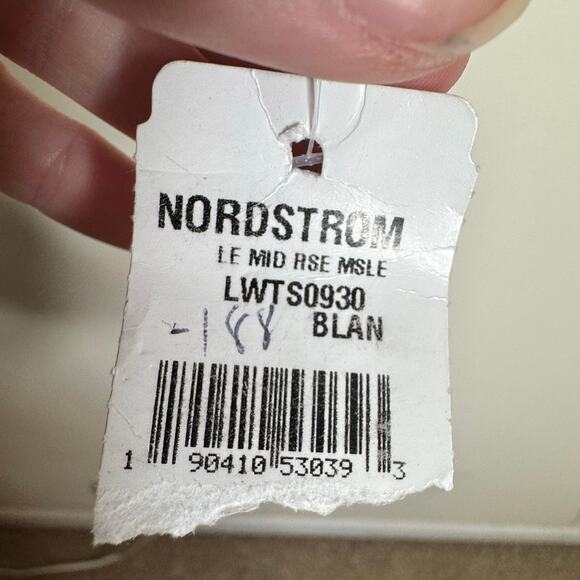 NORDSTROM
LE MID RSE MSLE
LWTS0930
-188 BLAN
1 90410 53039 3